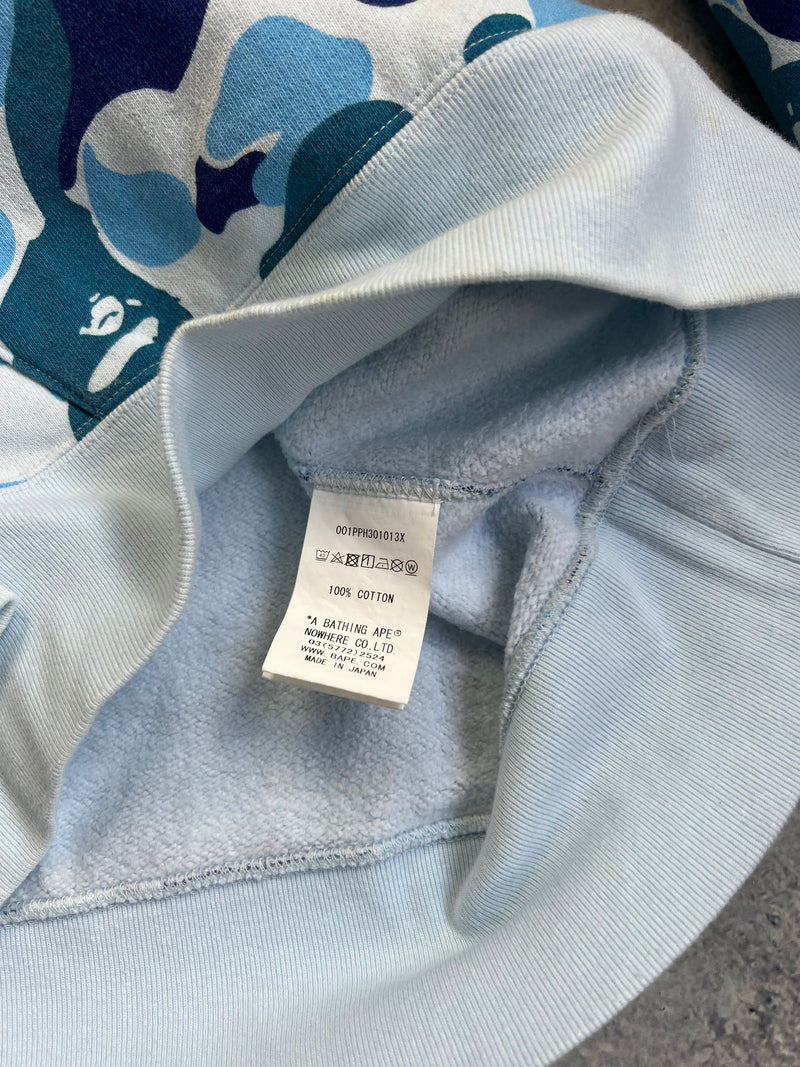 001PPH301013X
100% COTTON
*A BATHING APE®
NOWHERE CO.,LTD.
03(5772)2524
WWW.BAPE.COM
MADE IN JAPAN